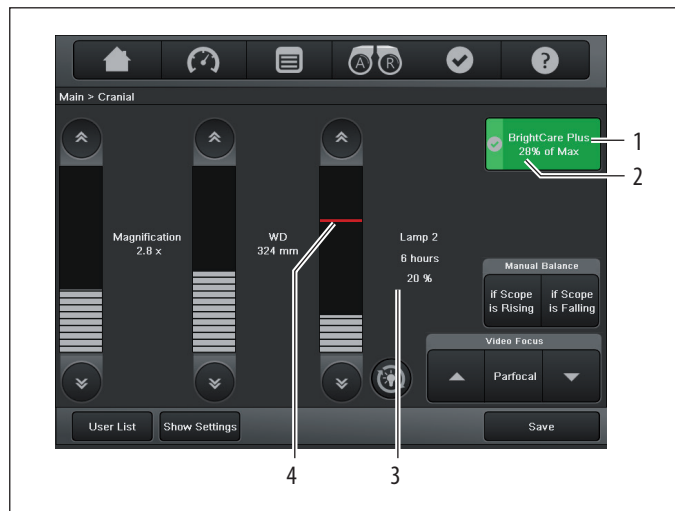 A R ?
Main > Cranial
BrightCare Plus
28% of Max
1
2
Magnification
2.8 x
WD
324 mm
Lamp 2
6 hours
20 %
Manual Balance
if Scope
is Rising
if Scope
is Falling
Video Focus
Parfocal
User List
Show Settings
Save
4
3